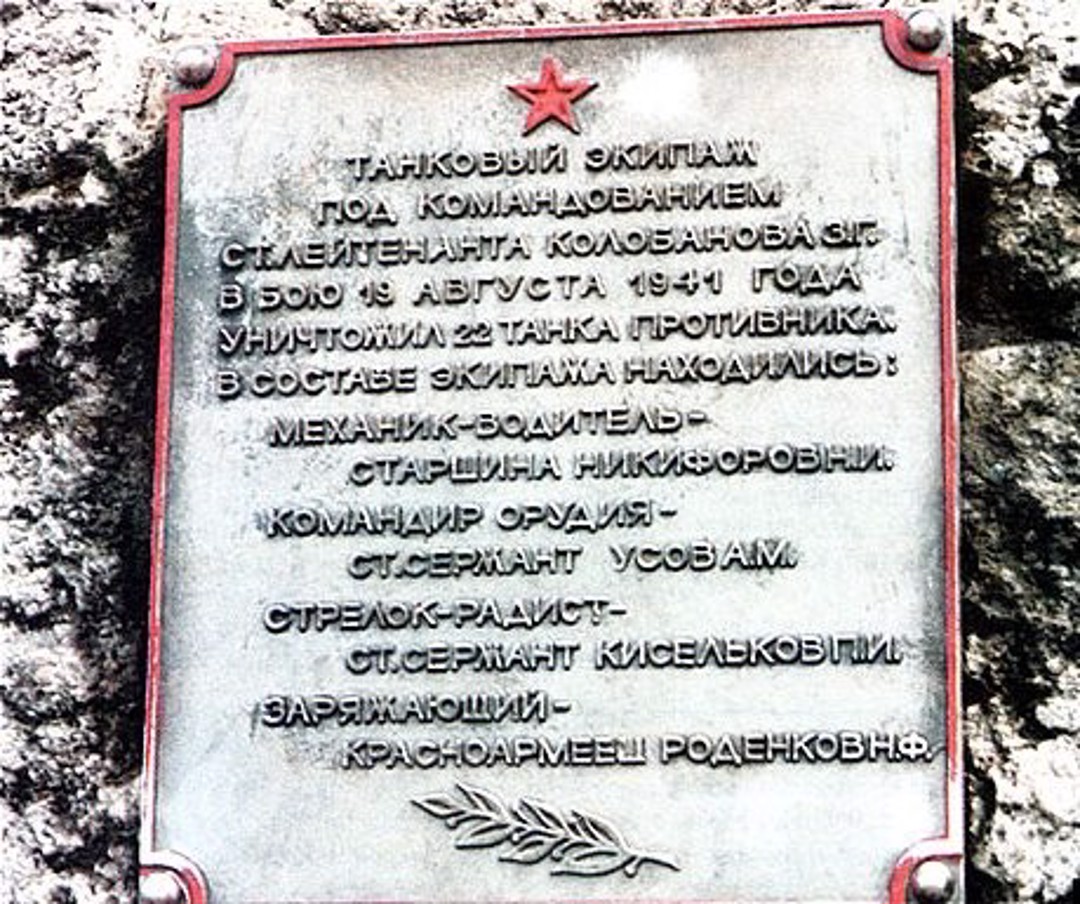 ТАНКОВЫЙ ЭКИПАЖ
ПОД КОМАНДОВАНИЕМ
СТ.ЛЕЙТЕНАНТА КОЛОБАНОВА З.Г.
В БОЮ 19 АВГУСТА 1941 ГОДА
УНИЧТОЖИЛ 22 ТАНКА ПРОТИВНИКА.
В СОСТАВЕ ЭКИПАЖА НАХОДИЛИСЬ:
МЕХАНИК-ВОДИТЕЛЬ-
СТАРШИНА НИКИФОРОВ Н.И.
КОМАНДИР ОРУДИЯ-
СТ.СЕРЖАНТ УСОВ А.М.
СТРЕЛОК-РАДИСТ-
СТ.СЕРЖАНТ КИСЕЛЬКОВ П.И.
ЗАРЯЖАЮЩИЙ-
КРАСНОАРМЕЕЦ РОДЕНКОВ Н.Ф.